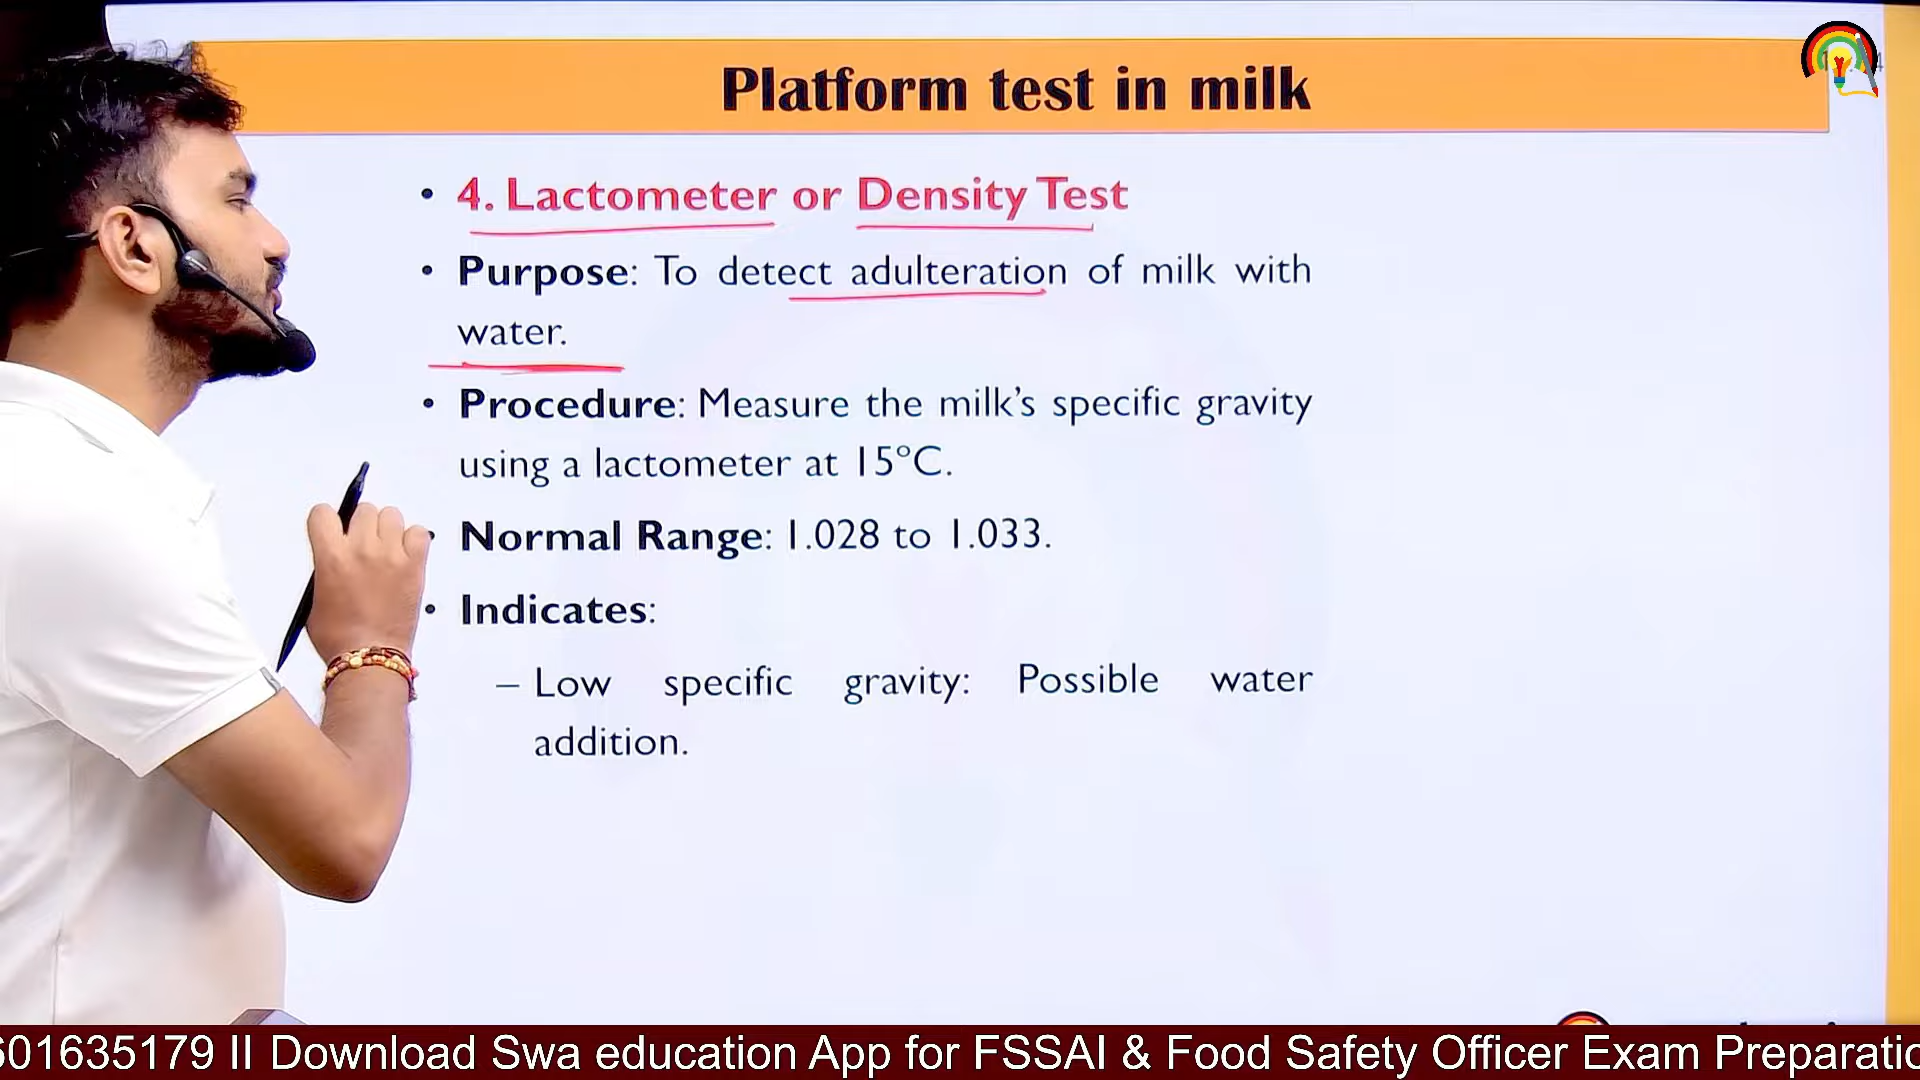 Platform test in milk
• 4. Lactometer or Density Test
• Purpose: To detect adulteration of milk with
water.
• Procedure: Measure the milk's specific gravity
using a lactometer at 15°C.
• Normal Range: 1.028 to 1.033.
• Indicates:
– Low specific gravity: Possible water
addition.
601635179 II Download Swa education App for FSSAI & Food Safety Officer Exam Preparatio